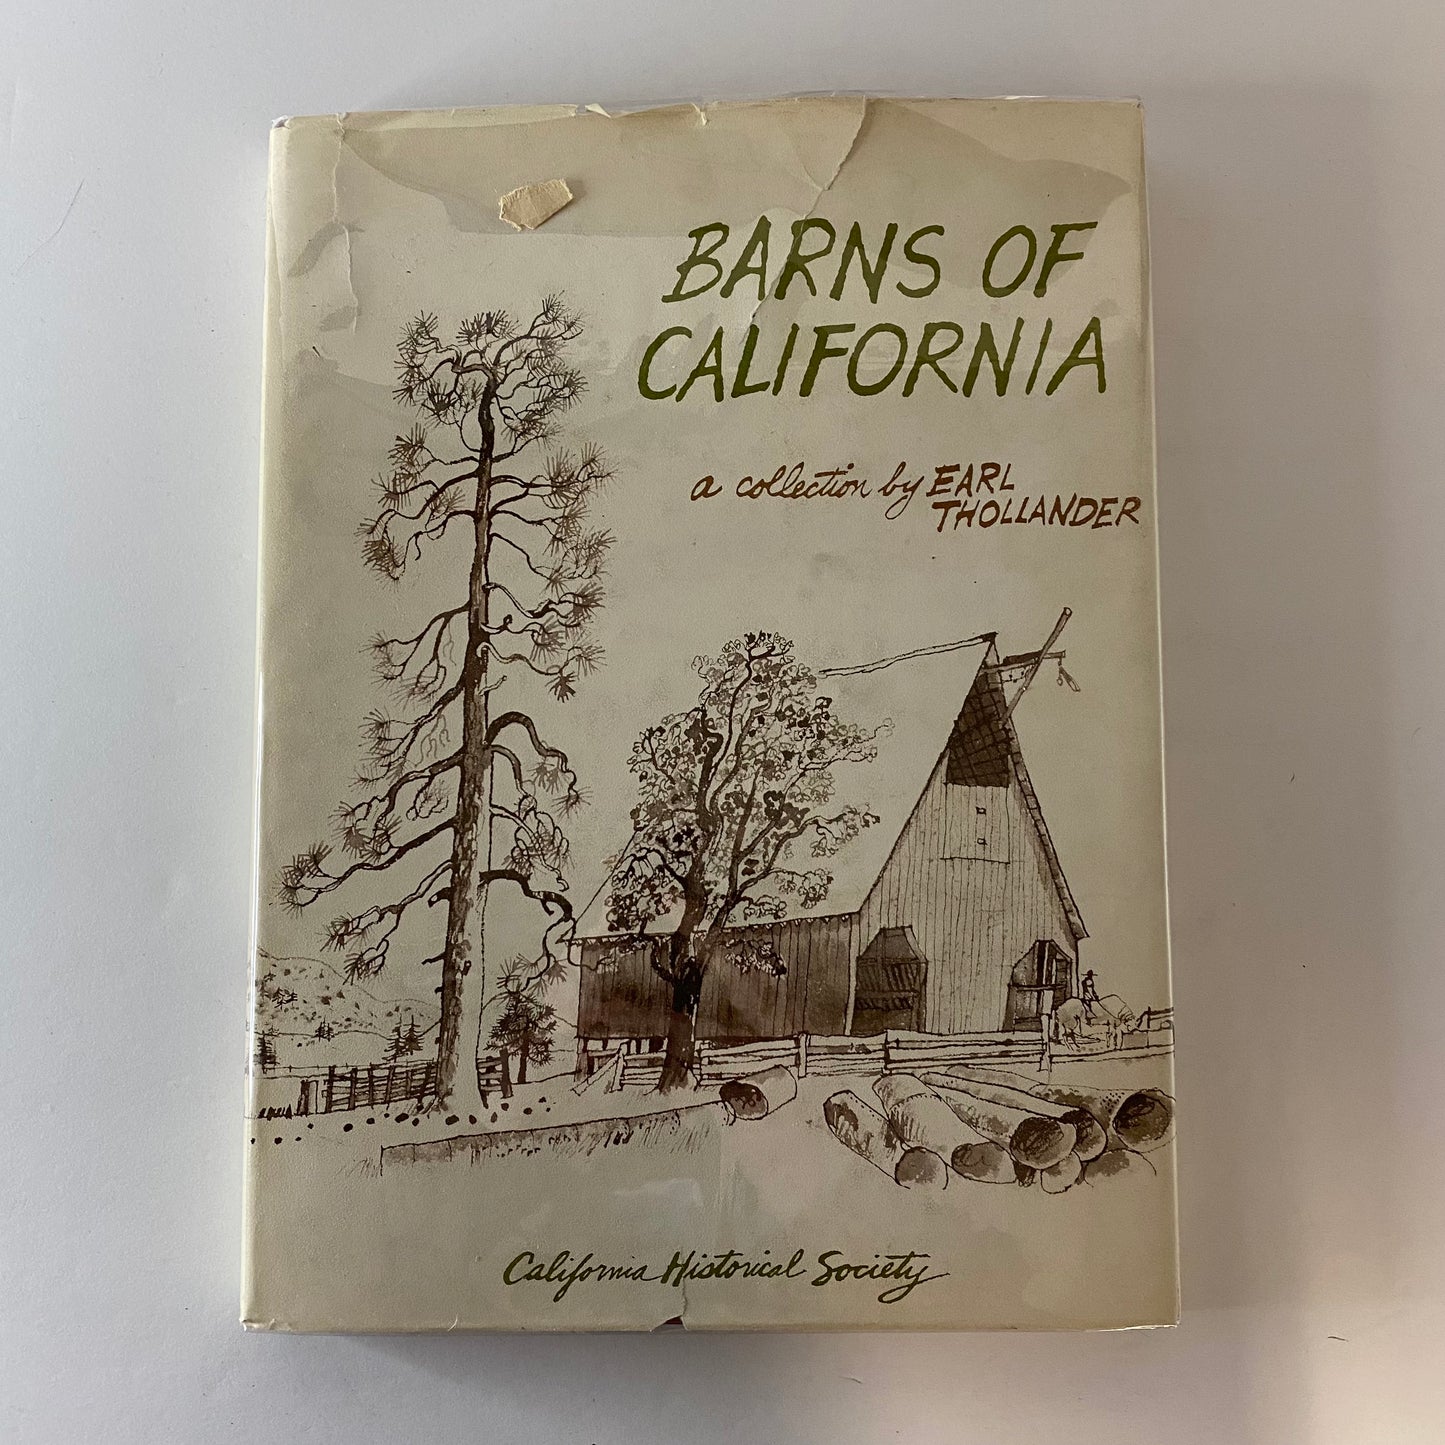 BARNS OF
CALIFORNIA
a collection by EARL
THOLLANDER
California Historical Society